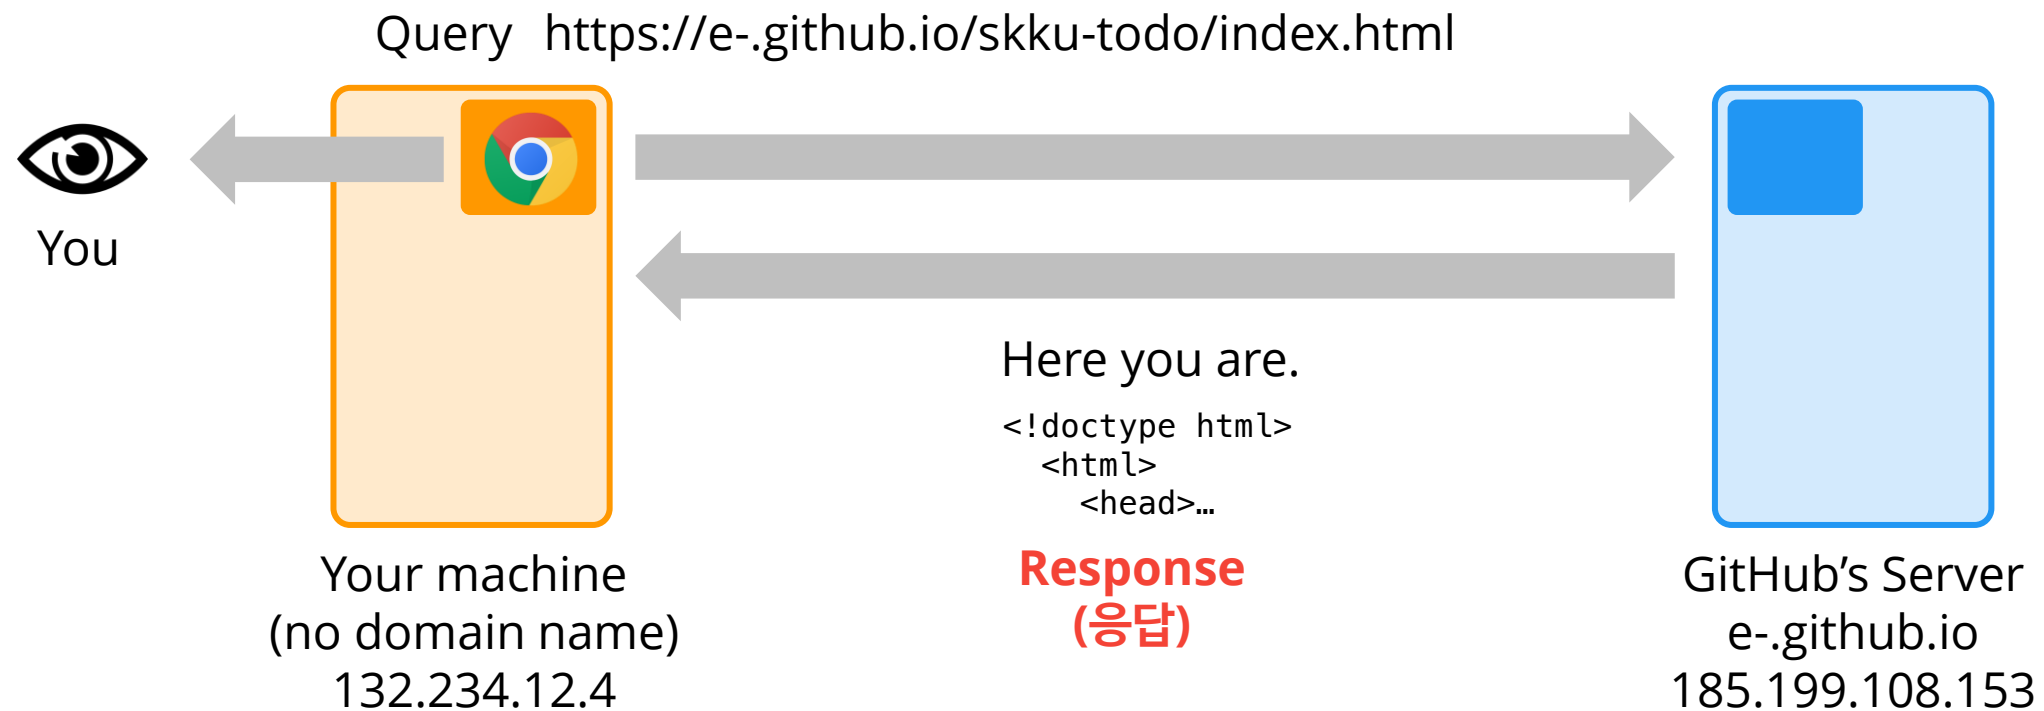 Query https://e-.github.io/skku-todo/index.html
You
Here you are.
<!doctype html>
<html>
<head>…
Response
(응답)
Your machine
(no domain name)
132.234.12.4
GitHub’s Server
e-.github.io
185.199.108.153